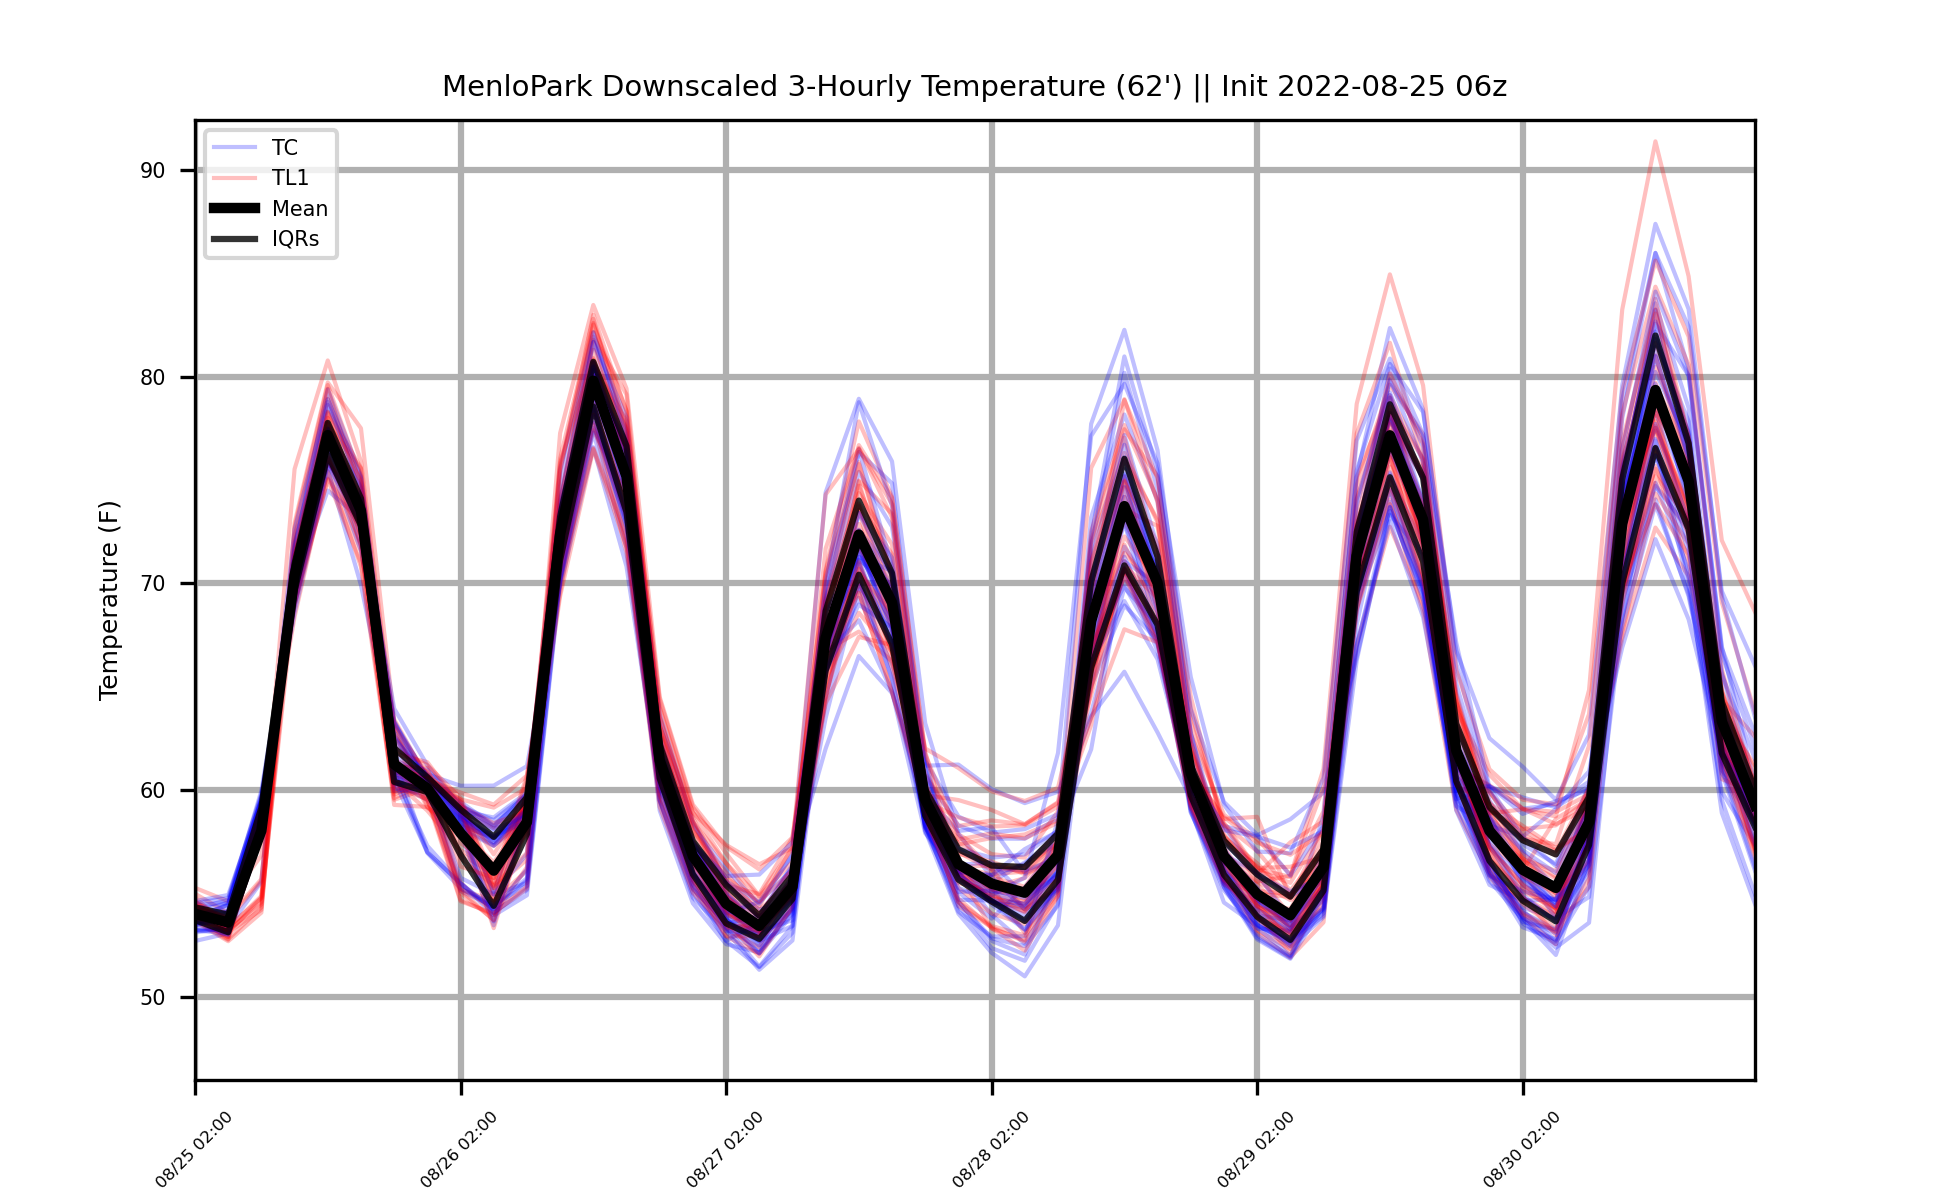 MenloPark Downscaled 3-Hourly Temperature (62') || Init 2022-08-25 06z
TC
TL1
Mean
IQRs
Temperature (F)
90
80
70
60
50
08/25 02:00
08/26 02:00
08/27 02:00
08/28 02:00
08/29 02:00
08/30 02:00